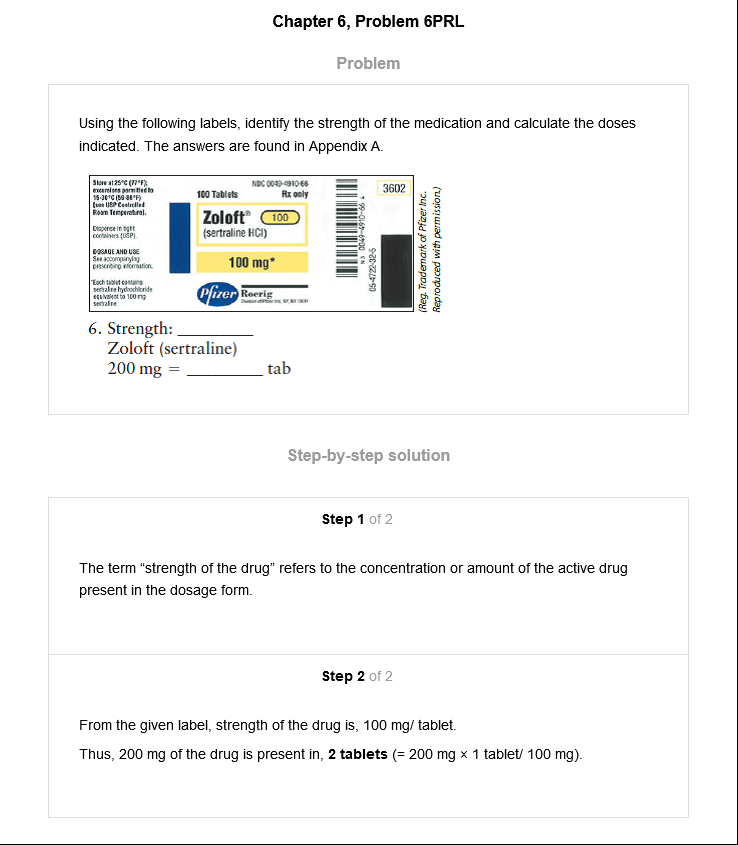 Chapter 6, Problem 6PRL
Problem
Using the following labels, identify the strength of the medication and calculate the doses
indicated. The answers are found in Appendix A.
Store at 25°C (77°F);
excursions permitted to
15-30°C (59-86°F)
[see USP Controlled
Room Temperature].
Dispense in tight
containers (USP).
DOSAGE AND USE
See accompanying
prescribing information.
*Each tablet contains
sertraline hydrochloride
equivalent to 100 mg
sertraline.
NDC 0049-4910-66
100 Tablets Rx only
Zoloft® 100
(sertraline HCl)
100 mg*
Pfizer Roerig
Division of Pfizer Inc, NY, NY 10017
N3 0049-4910-66 4
3602
05-4722-32-5
(Reg. Trademark of Pfizer Inc.
Reproduced with permission.)
6. Strength: __________
Zoloft (sertraline)
200 mg = __________ tab
Step-by-step solution
Step 1 of 2
The term “strength of the drug” refers to the concentration or amount of the active drug
present in the dosage form.
Step 2 of 2
From the given label, strength of the drug is, 100 mg/ tablet.
Thus, 200 mg of the drug is present in, 2 tablets (= 200 mg × 1 tablet/ 100 mg).